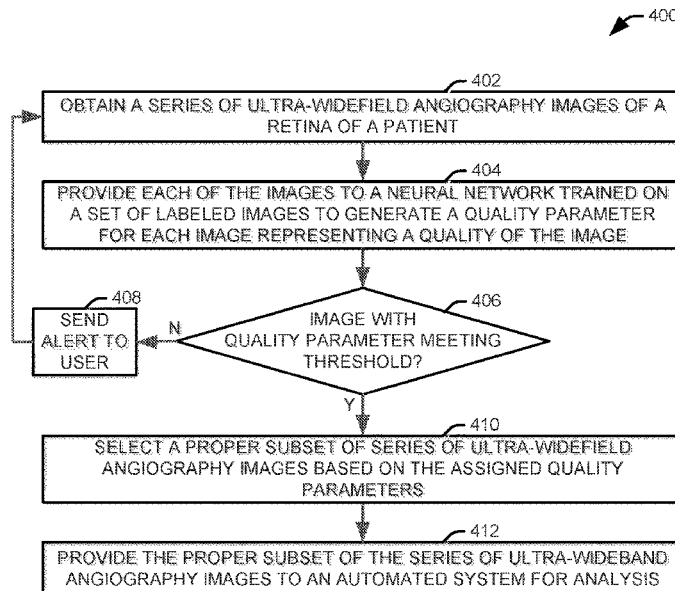 400
402
OBTAIN A SERIES OF ULTRA-WIDEFIELD ANGIOGRAPHY IMAGES OF A
RETINA OF A PATIENT
404
PROVIDE EACH OF THE IMAGES TO A NEURAL NETWORK TRAINED ON
A SET OF LABELED IMAGES TO GENERATE A QUALITY PARAMETER
FOR EACH IMAGE REPRESENTING A QUALITY OF THE IMAGE
408
SEND
ALERT TO
USER
N
406
IMAGE WITH
QUALITY PARAMETER MEETING
THRESHOLD?
Y
410
SELECT A PROPER SUBSET OF SERIES OF ULTRA-WIDEFIELD
ANGIOGRAPHY IMAGES BASED ON THE ASSIGNED QUALITY
PARAMETERS
412
PROVIDE THE PROPER SUBSET OF THE SERIES OF ULTRA-WIDEBAND
ANGIOGRAPHY IMAGES TO AN AUTOMATED SYSTEM FOR ANALYSIS